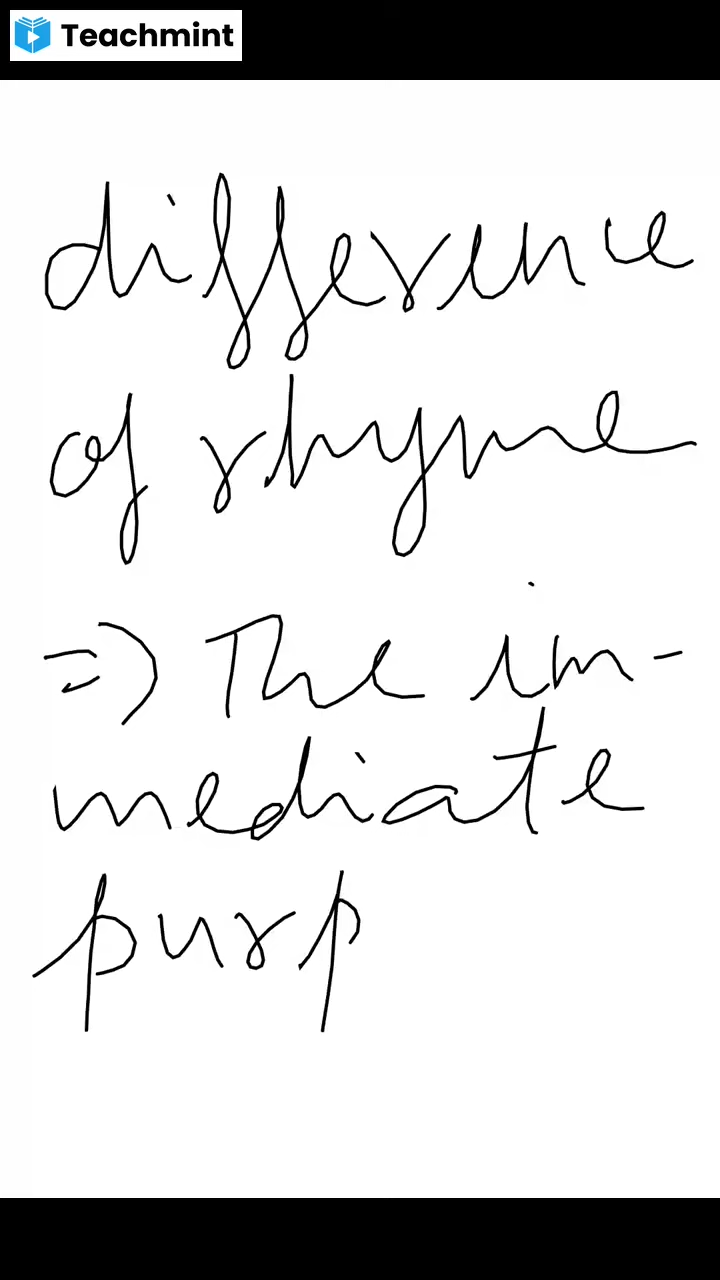 Teachmint
difference
of rhyme
=> The im-
mediate
purp